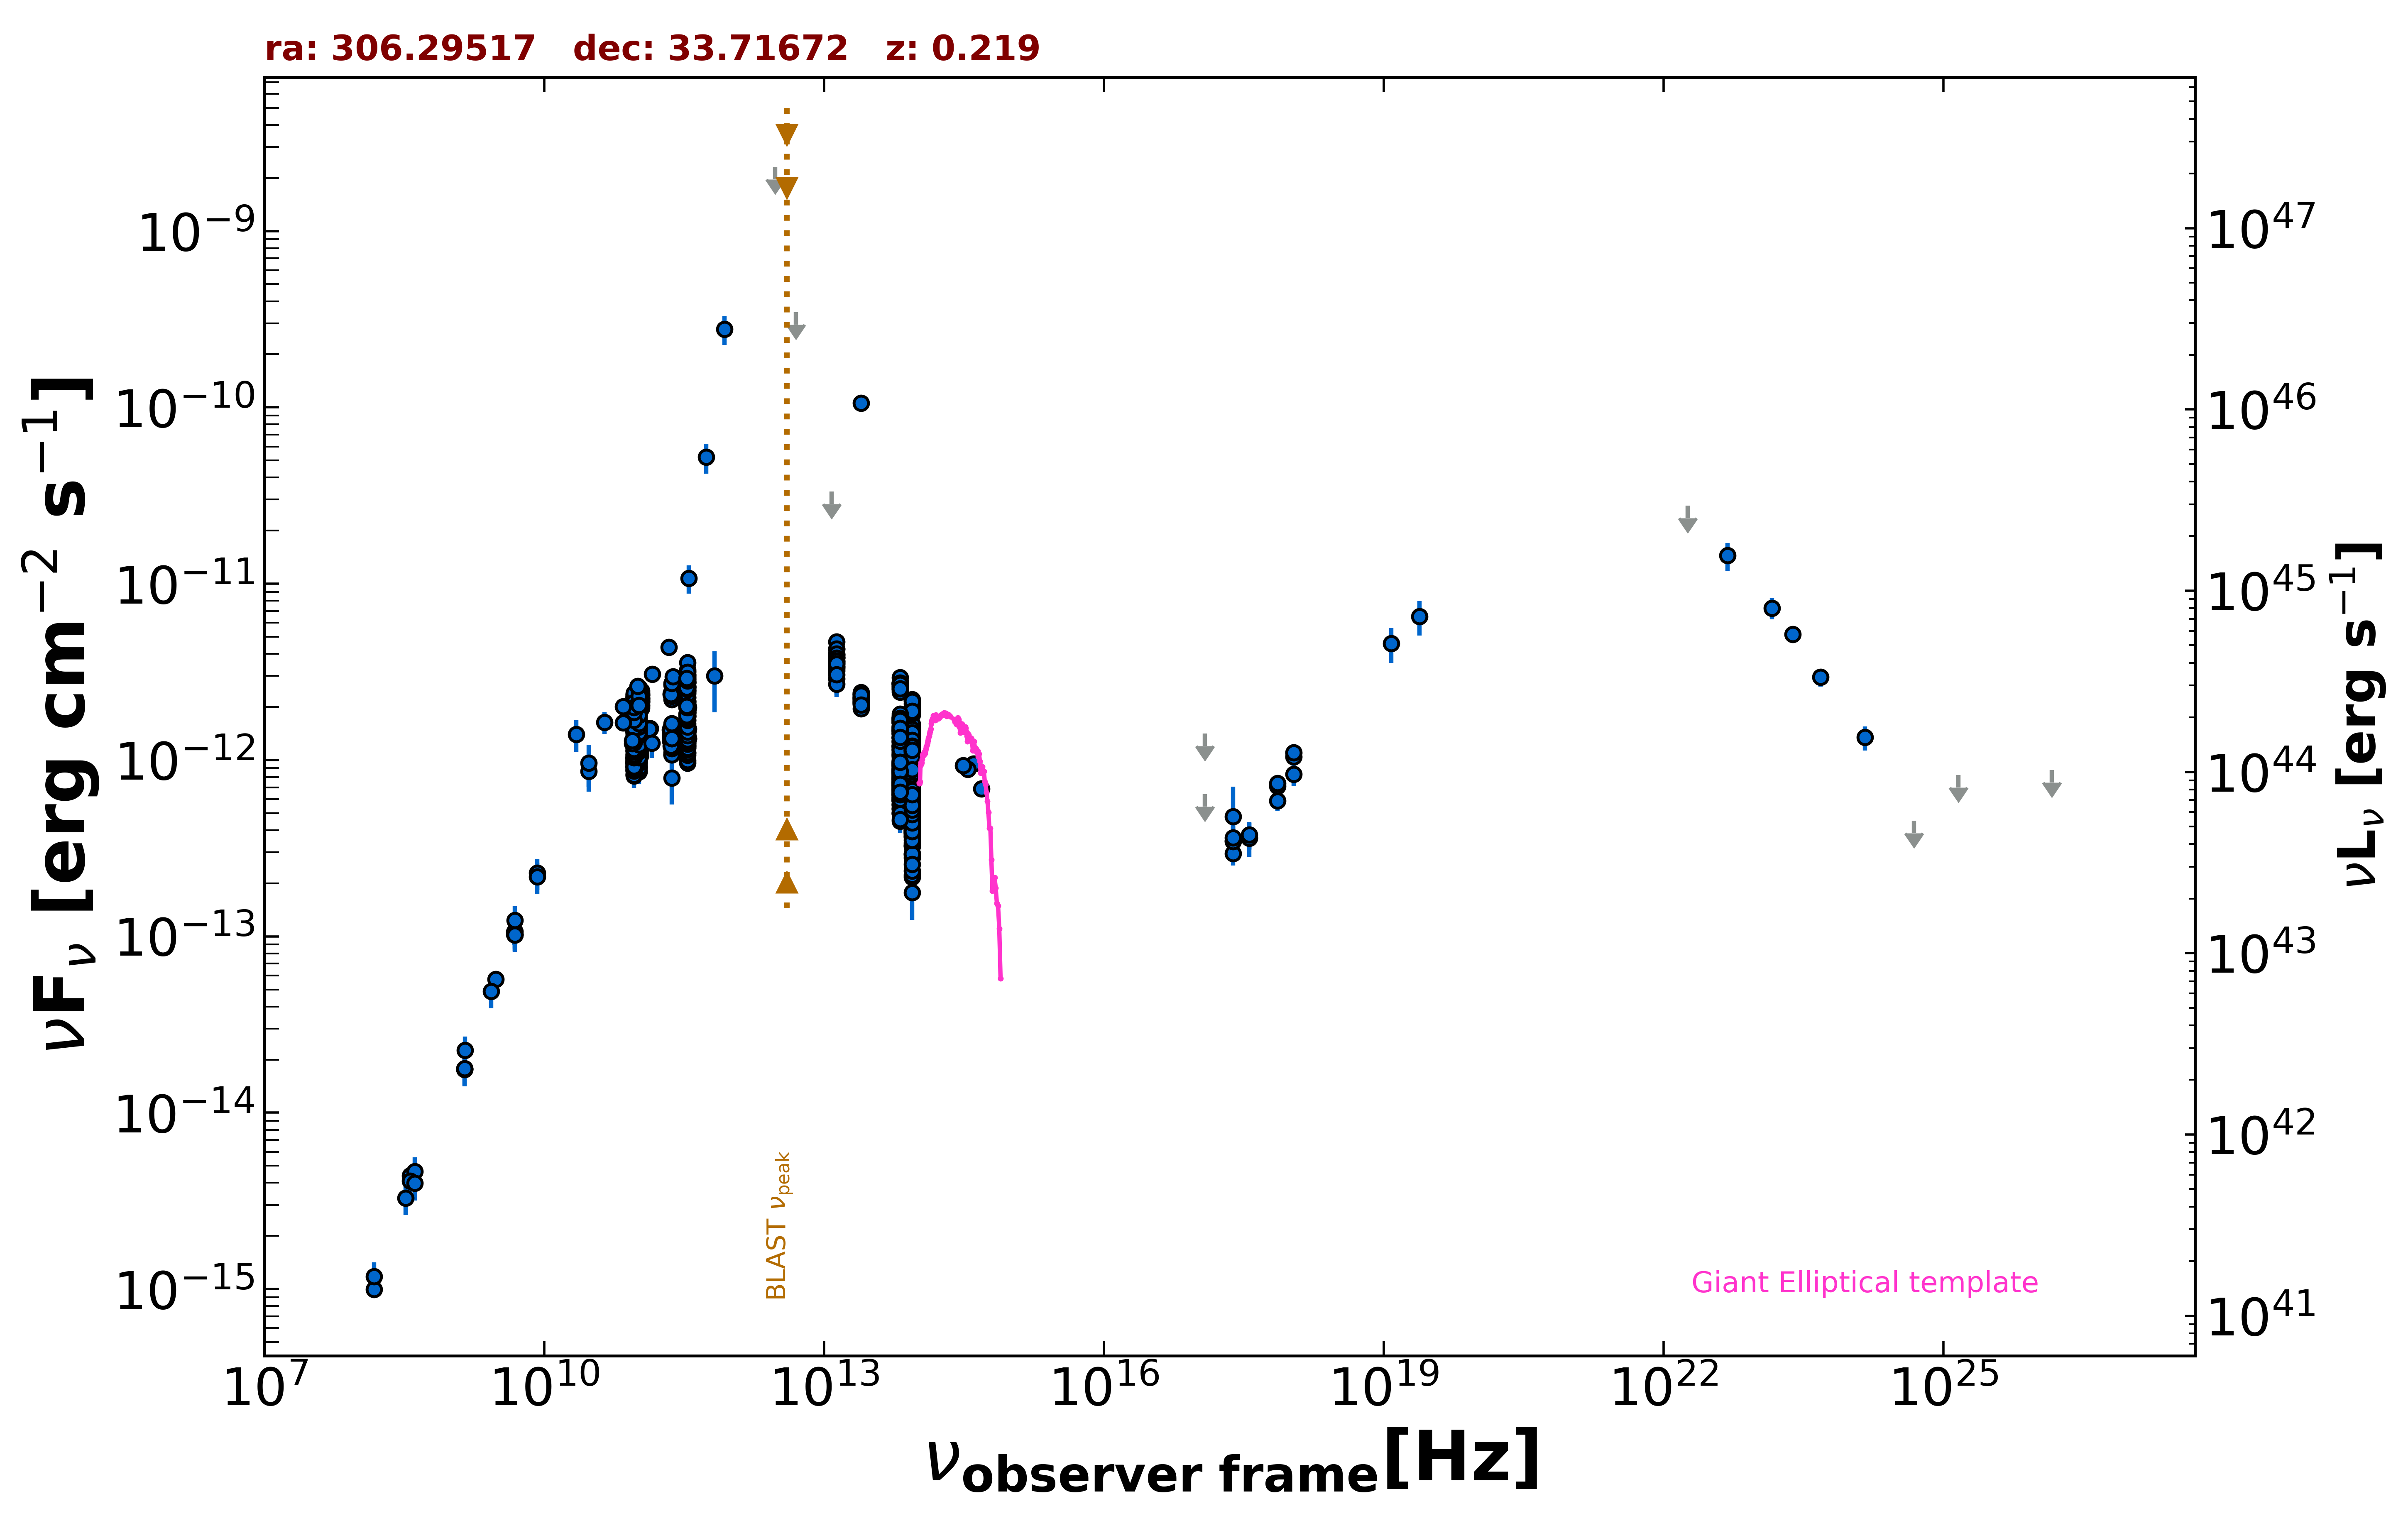 ra: 306.29517   dec: 33.71672   z: 0.219
νFν [erg cm−2 s−1]
10−9
10−10
10−11
10−12
10−13
10−14
10−15
BLAST νpeak
Giant Elliptical template
1047
1046
1045
1044
1043
1042
1041
νLν [erg s−1]
107 1010 1013 1016 1019 1022 1025
νobserver frame[Hz]